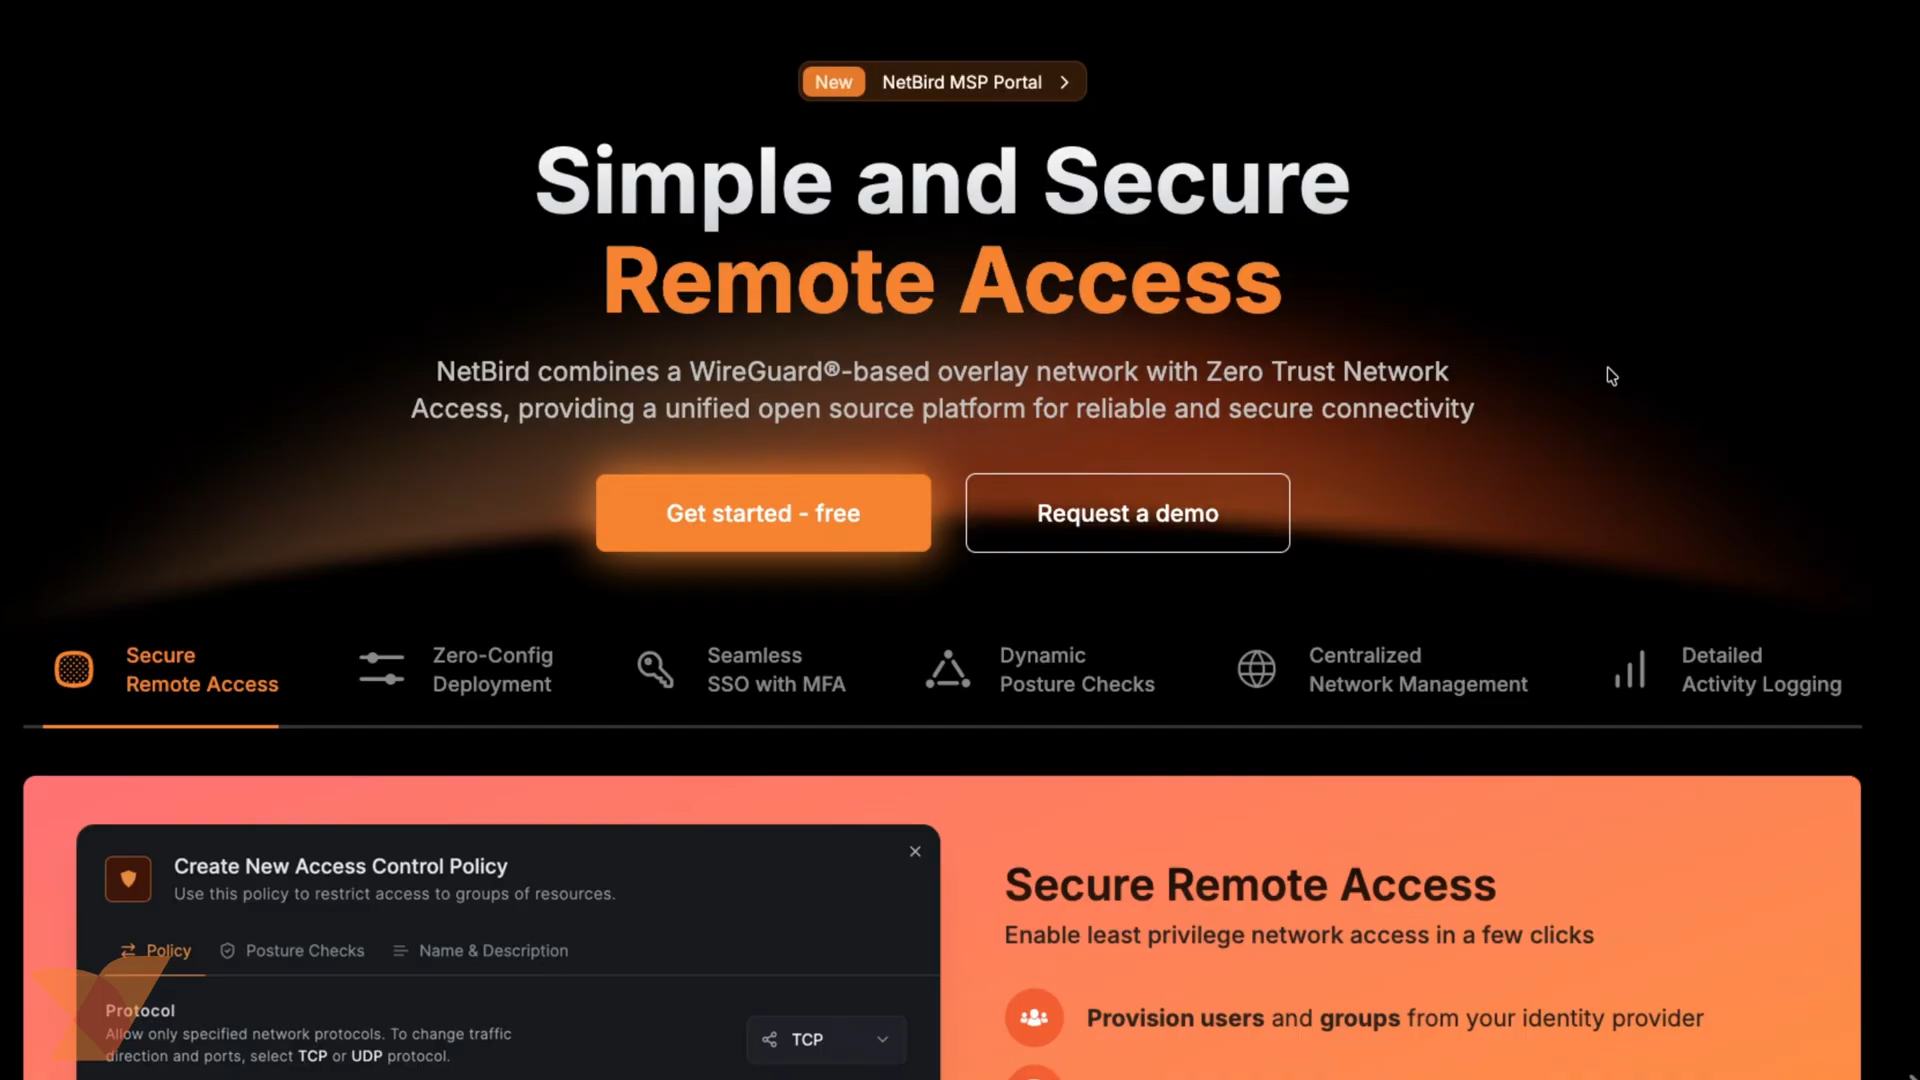 New NetBird MSP Portal
Simple and Secure
Remote Access
NetBird combines a WireGuard®-based overlay network with Zero Trust Network
Access, providing a unified open source platform for reliable and secure connectivity
Get started - free
Request a demo
Secure
Remote Access
Zero-Config
Deployment
Seamless
SSO with MFA
Dynamic
Posture Checks
Centralized
Network Management
Detailed
Activity Logging
Create New Access Control Policy
Use this policy to restrict access to groups of resources.
Policy
Posture Checks
Name & Description
Protocol
Allow only specified network protocols. To change traffic
direction and ports, select TCP or UDP protocol.
TCP
Secure Remote Access
Enable least privilege network access in a few clicks
Provision users and groups from your identity provider